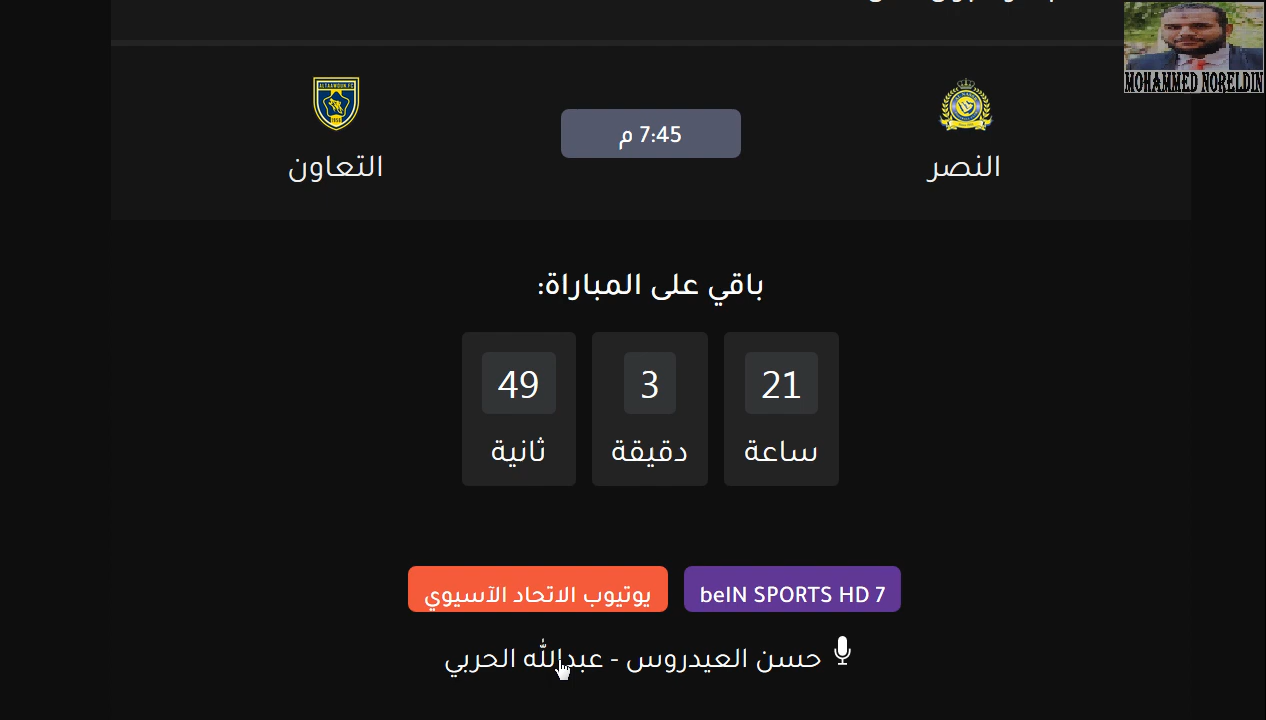 MOHAMMED NORELDIN
النصر
7:45 م
التعاون
باقي على المباراة:
21 3 49
ساعة دقيقة ثانية
beIN SPORTS HD 7 يوتيوب الاتحاد الآسيوي
حسن العيدروس - عبدالله الحربي